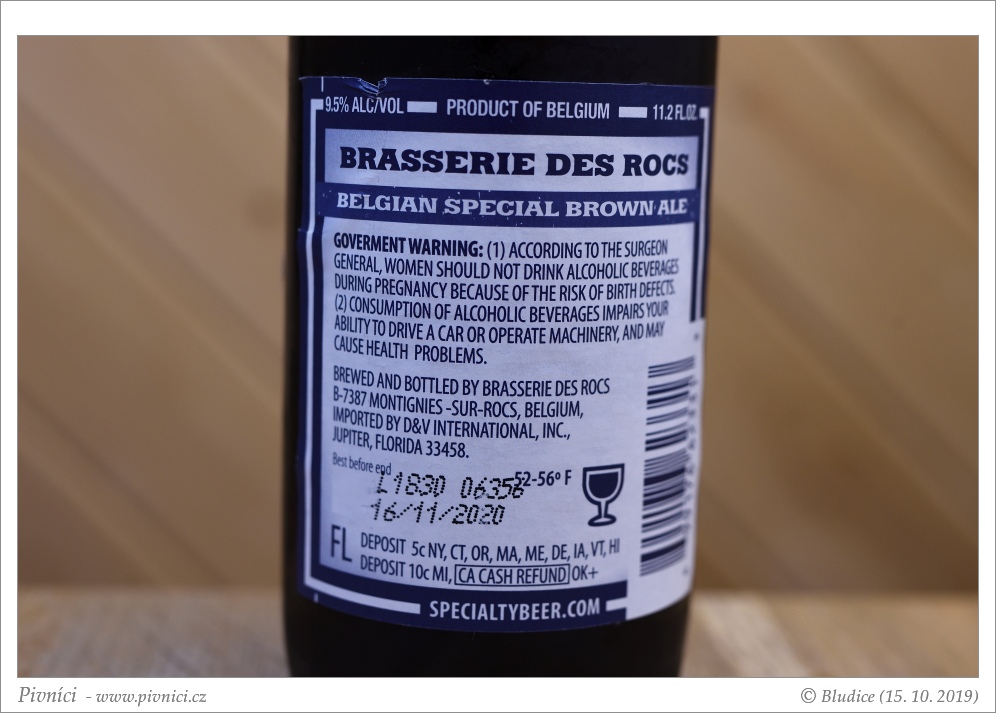 9.5% ALC/VOL PRODUCT OF BELGIUM 11.2 FL.OZ.
BRASSERIE DES ROCS
BELGIAN SPECIAL BROWN ALE
GOVERMENT WARNING: (1) ACCORDING TO THE SURGEON
GENERAL, WOMEN SHOULD NOT DRINK ALCOHOLIC BEVERAGES
DURING PREGNANCY BECAUSE OF THE RISK OF BIRTH DEFECTS.
(2) CONSUMPTION OF ALCOHOLIC BEVERAGES IMPAIRS YOUR
ABILITY TO DRIVE A CAR OR OPERATE MACHINERY, AND MAY
CAUSE HEALTH PROBLEMS.
BREWED AND BOTTLED BY BRASSERIE DES ROCS
B-7387 MONTIGNIES -SUR-ROCS, BELGIUM,
IMPORTED BY D&V INTERNATIONAL, INC.,
JUPITER, FLORIDA 33458.
Best before end
L1830 06356 52-56º F
16/11/2020
FL
DEPOSIT 5c NY, CT, OR, MA, ME, DE, IA, VT, HI
DEPOSIT 10c MI, CA CASH REFUND OK+
SPECIALTYBEER.COM
Pivníci - www.pivnici.cz
© Bludice (15. 10. 2019)